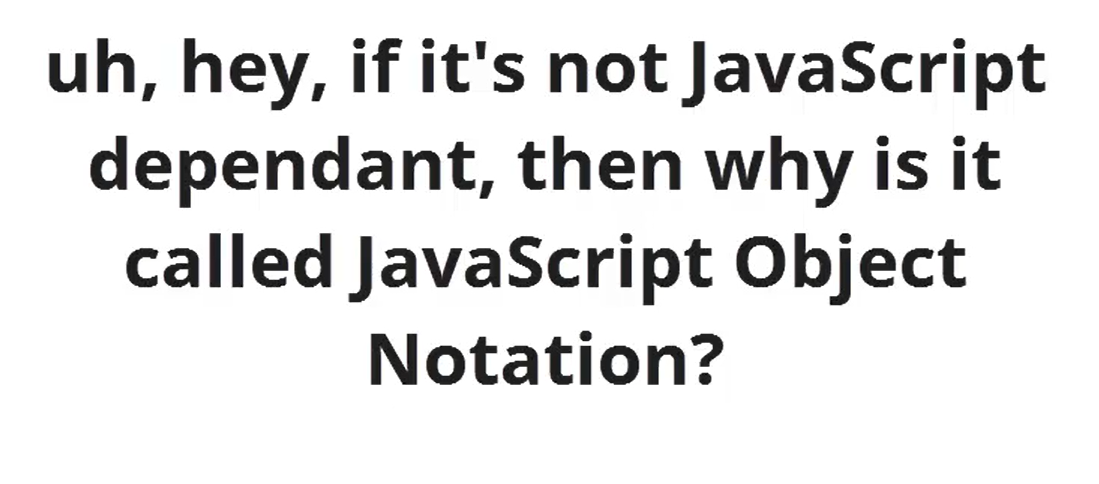 uh, hey, if it's not JavaScript
dependant, then why is it
called JavaScript Object
Notation?